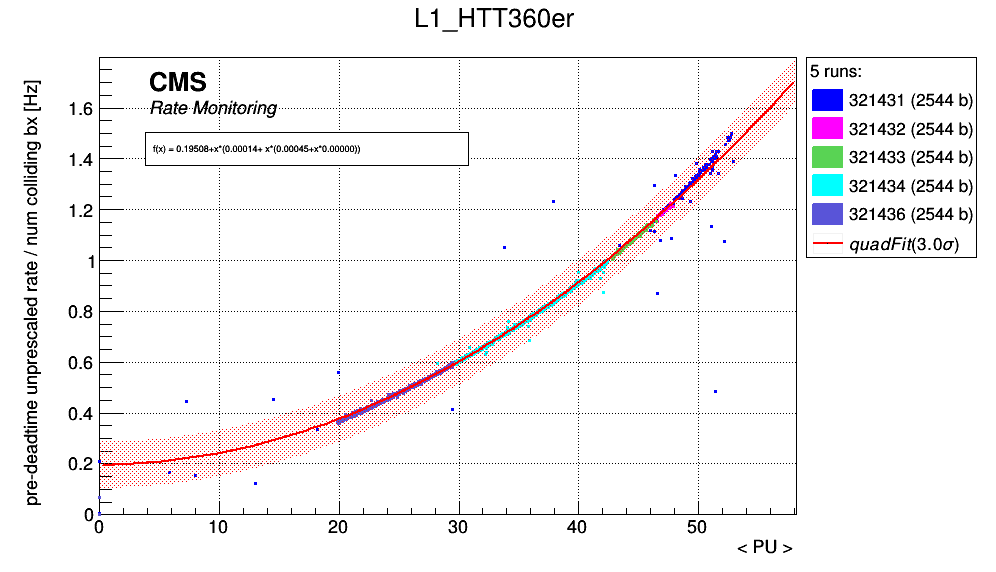 L1_HTT360er
pre-deadtime unprescaled rate / num colliding bx [Hz]
CMS
Rate Monitoring
f(x) = 0.19508+x*(0.00014+ x*(0.00045+x*0.00000))
1.6
1.4
1.2
1
0.8
0.6
0.4
0.2
0
0 10 20 30 40 50
< PU >
5 runs:
321431 (2544 b)
321432 (2544 b)
321433 (2544 b)
321434 (2544 b)
321436 (2544 b)
quadFit(3.0σ)